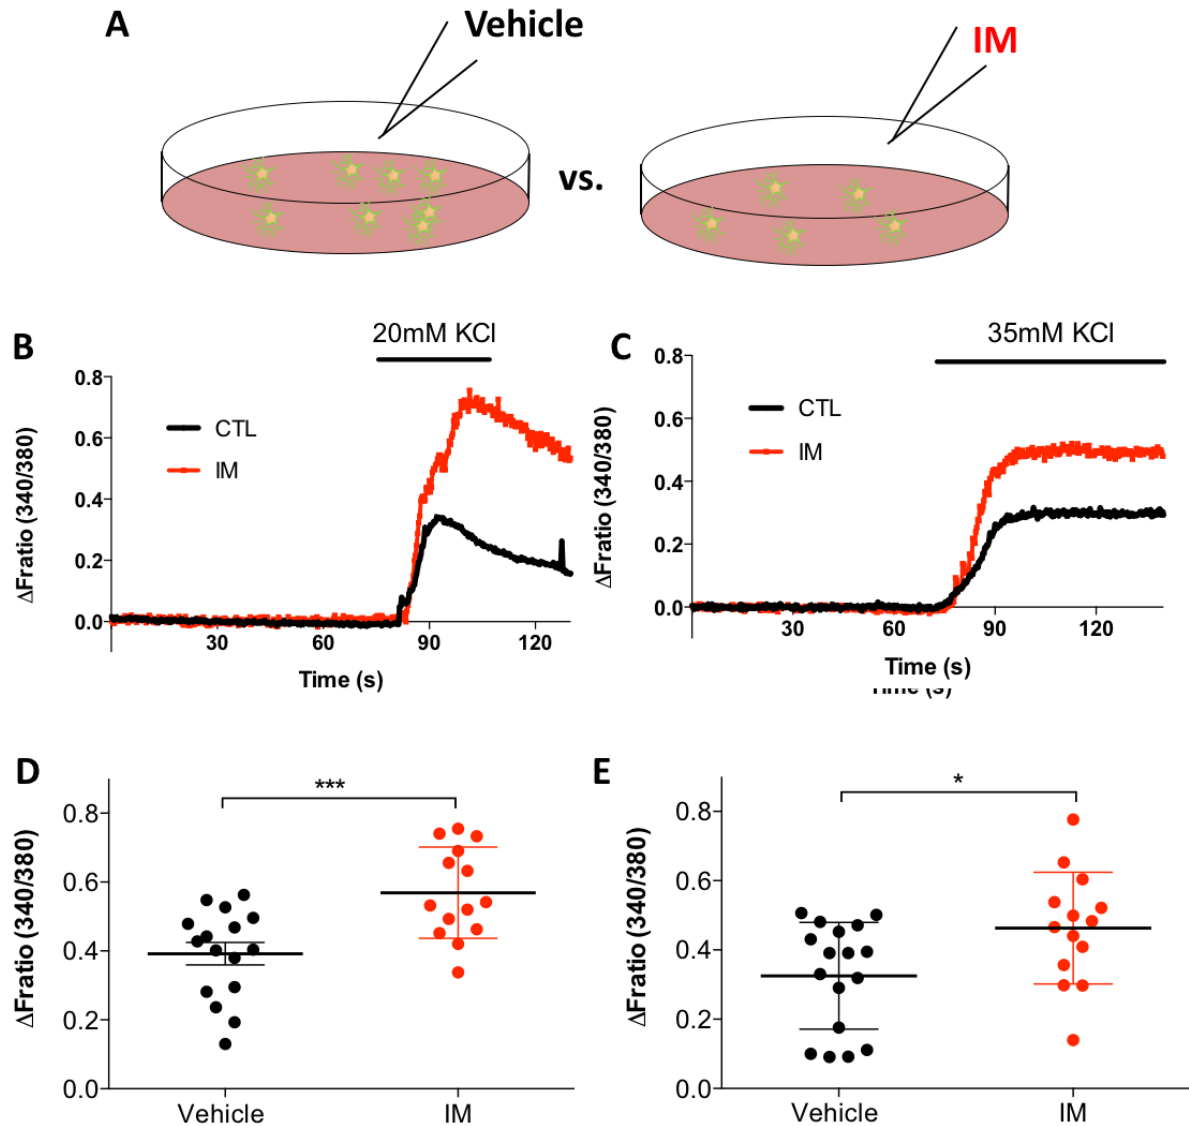 A
Vehicle
IM
vs.
B
20mM KCl
0.8
0.6
0.4
0.2
0.0
ΔFratio (340/380)
CTL
IM
30
60
90
120
Time (s)
C
35mM KCl
0.8
0.6
0.4
0.2
0.0
ΔFratio (340/380)
CTL
IM
30
60
90
120
Time (s)
Time (s)
D
***
0.8
0.6
0.4
0.2
0.0
ΔFratio (340/380)
Vehicle
IM
E
*
0.8
0.6
0.4
0.2
0.0
ΔFratio (340/380)
Vehicle
IM